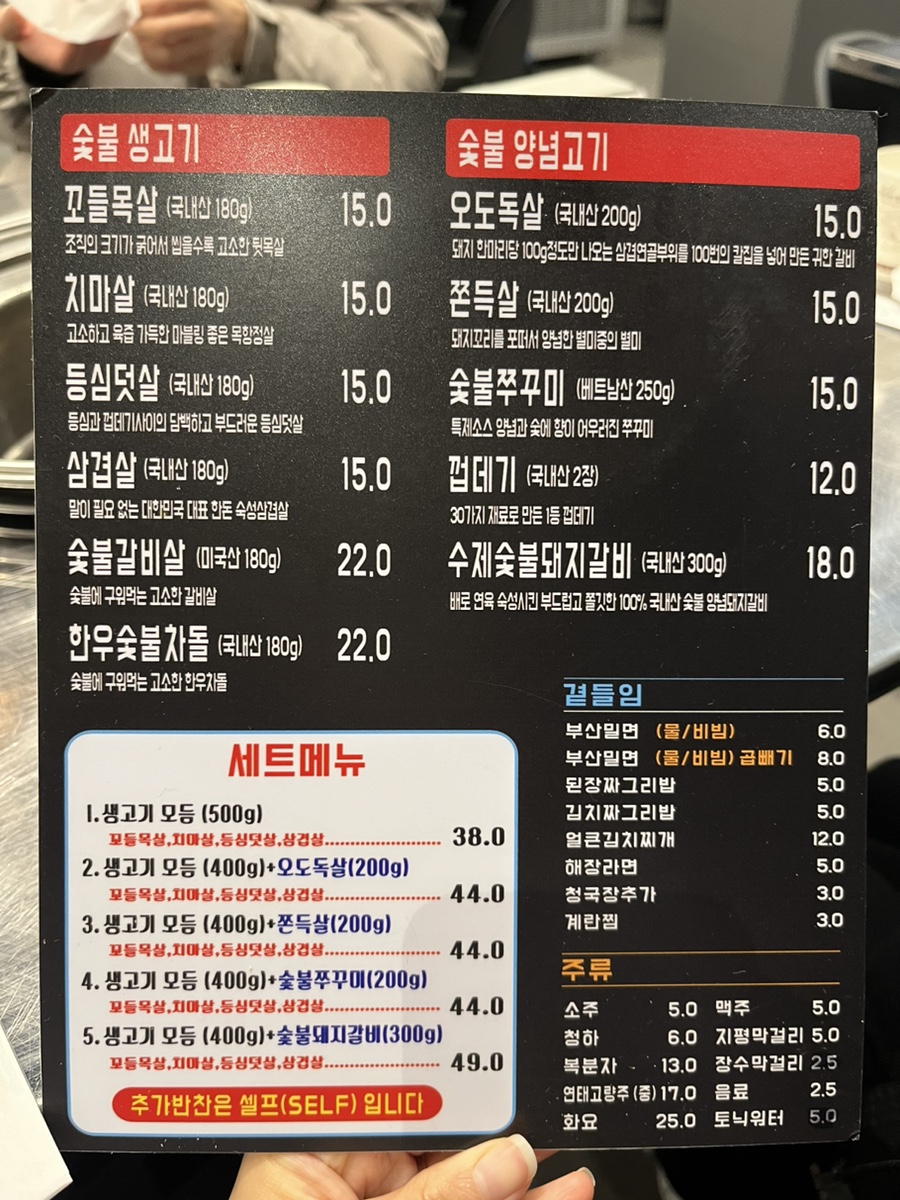 숯불 생고기
꼬들목살 (국내산 180g) 15.0
조직의 크기가 굵어서 씹을수록 고소한 뒷목살
치마살 (국내산 180g) 15.0
고소하고 육즙 가득한 마블링 좋은 목항정살
등심덧살 (국내산 180g) 15.0
등심과 껍데기사이의 담백하고 부드러운 등심덧살
삼겹살 (국내산 180g) 15.0
말이 필요 없는 대한민국 대표 한돈 숙성삼겹살
숯불갈비살 (미국산 180g) 22.0
숯불에 구워먹는 고소한 갈비살
한우숯불차돌 (국내산 180g) 22.0
숯불에 구워먹는 고소한 한우차돌
숯불 양념고기
오도독살 (국내산 200g) 15.0
돼지 한마리당 100g정도만 나오는 삼겹연골부위를 100번의 칼집을 넣어 만든 귀한 갈비
쫀득살 (국내산 200g) 15.0
돼지꼬리를 포떠서 양념한 별미중의 별미
숯불쭈꾸미 (베트남산 250g) 15.0
특제소스 양념과 숯에 향이 어우러진 쭈꾸미
껍데기 (국내산 2장) 12.0
30가지 재료로 만든 1등 껍데기
수제숯불돼지갈비 (국내산 300g) 18.0
배로 연육 숙성시킨 부드럽고 쫄깃한 100% 국내산 숯불 양념돼지갈비
세트메뉴
1. 생고기 모듬 (500g)
꼬들목살,치마살,등심덧살,삼겹살........................ 38.0
2. 생고기 모듬 (400g)+오도독살(200g)
꼬들목살,치마살,등심덧살,삼겹살........................ 44.0
3. 생고기 모듬 (400g)+쫀득살(200g)
꼬들목살,치마살,등심덧살,삼겹살........................ 44.0
4. 생고기 모듬 (400g)+숯불쭈꾸미(200g)
꼬들목살,치마살,등심덧살,삼겹살........................ 44.0
5. 생고기 모듬 (400g)+숯불돼지갈비(300g)
꼬들목살,치마살,등심덧살,삼겹살........................ 49.0
추가반찬은 셀프(SELF) 입니다
곁들임
부산밀면 (물/비빔) 6.0
부산밀면 (물/비빔) 곱빼기 8.0
된장짜그리밥 5.0
김치짜그리밥 5.0
얼큰김치찌개 12.0
해장라면 5.0
청국장추가 3.0
계란찜 3.0
주류
소주 5.0 맥주 5.0
청하 6.0 지평막걸리 5.0
복분자 13.0 장수막걸리 2.5
연태고량주 (중) 17.0 음료 2.5
화요 25.0 토닉워터 5.0